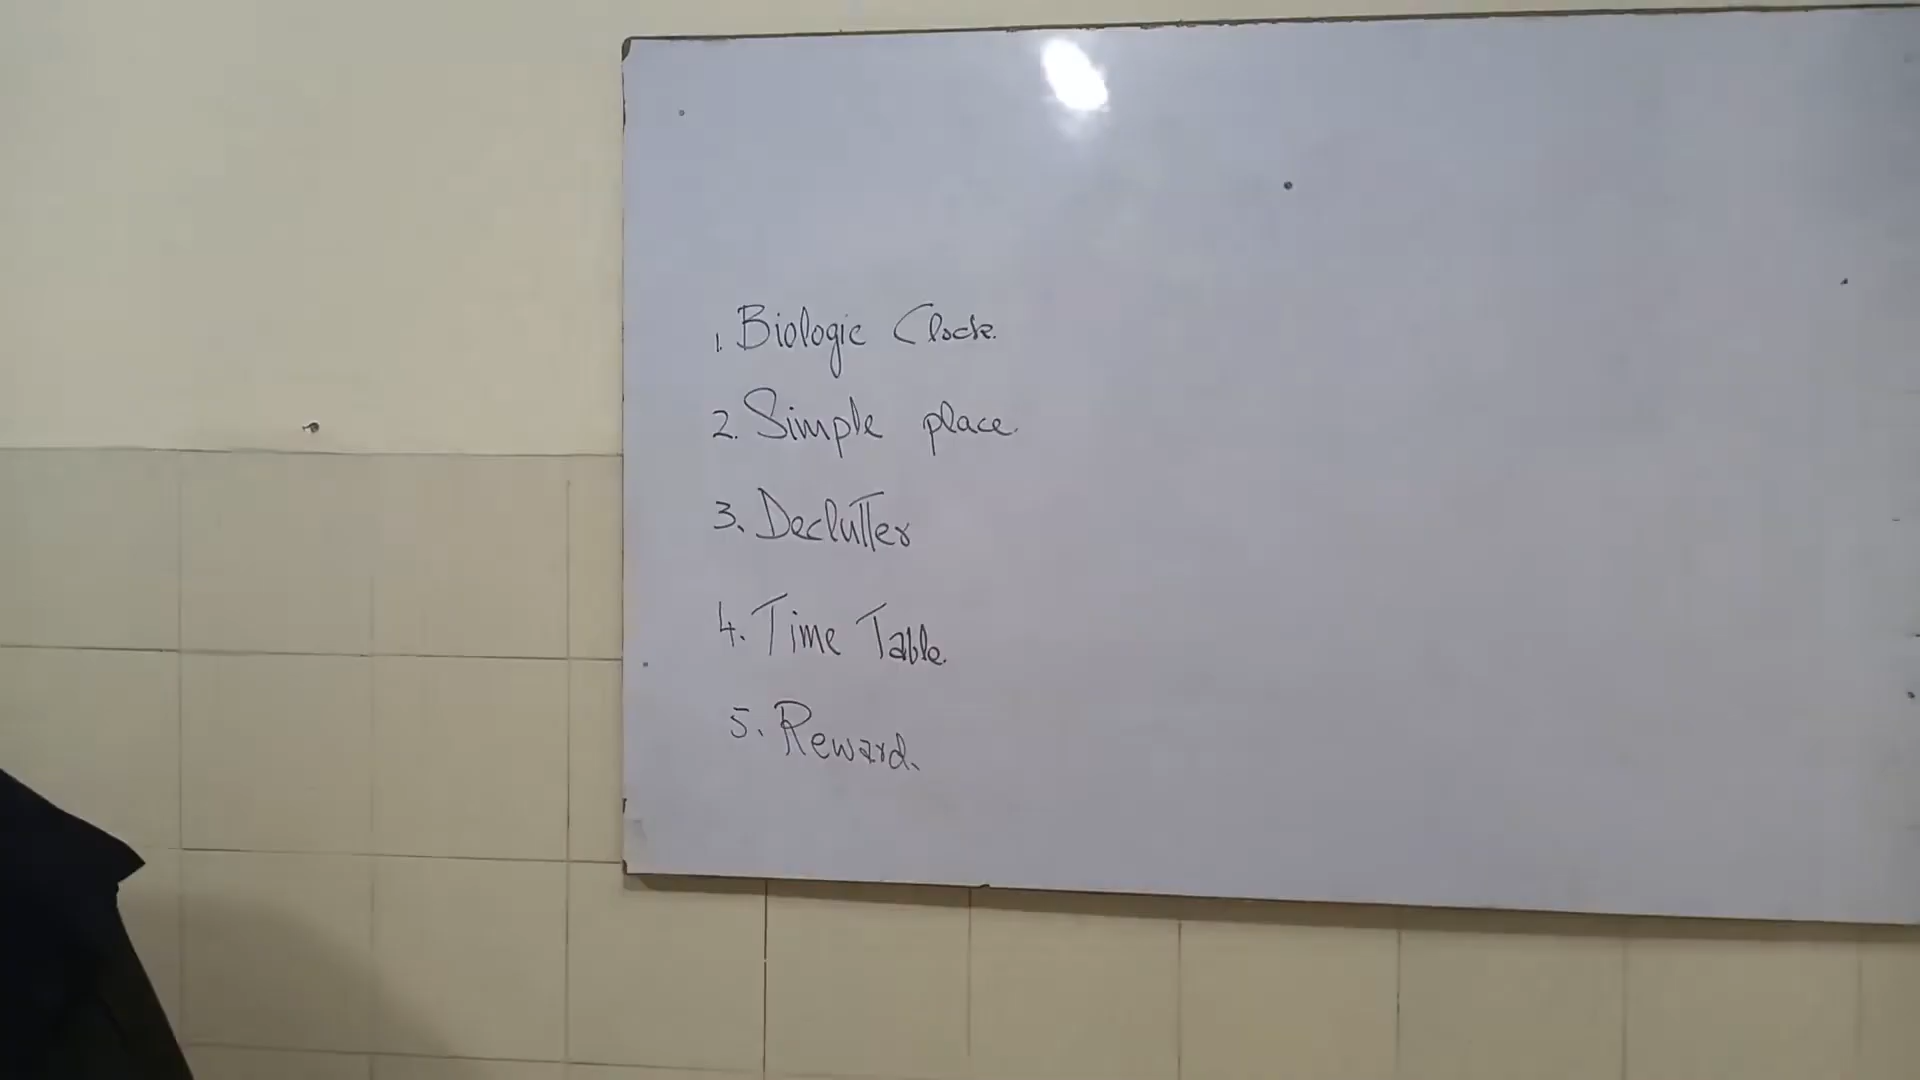 1. Biologic Clock.
2. Simple place.
3. Declutter
4. Time Table.
5. Reward.